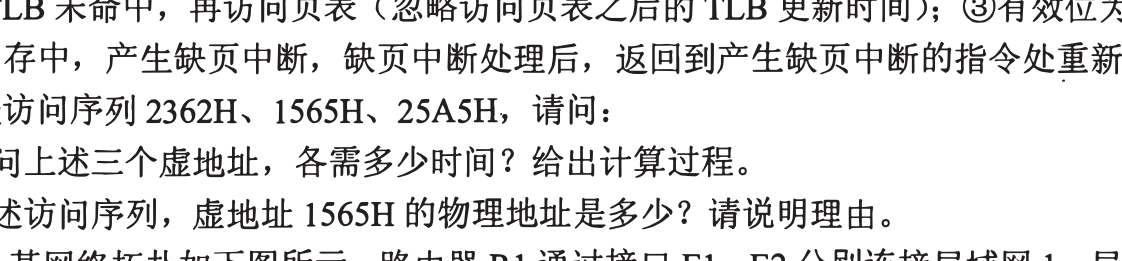 TLB 未命中，再访问页表（忽略访问页表之后的 TLB 更新时间）；③有效位为
存中，产生缺页中断，缺页中断处理后，返回到产生缺页中断的指令处重新
访问序列 2362H、1565H、25A5H，请问：
问上述三个虚地址，各需多少时间？给出计算过程。
述访问序列，虚地址 1565H 的物理地址是多少？请说明理由。
某网络拓扑如下图所示，路由器 R1 通过接口 E1、E2 分别连接局域网 1、局